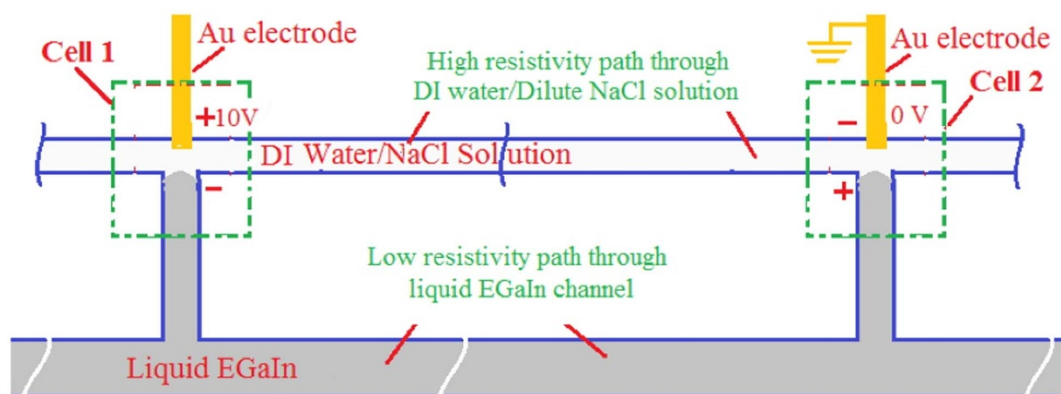 Cell 1
Au electrode
High resistivity path through
DI water/Dilute NaCl solution
Au electrode
Cell 2
+10V
DI Water/NaCl Solution
−
− 0 V
+
Low resistivity path through
liquid EGaIn channel
Liquid EGaIn